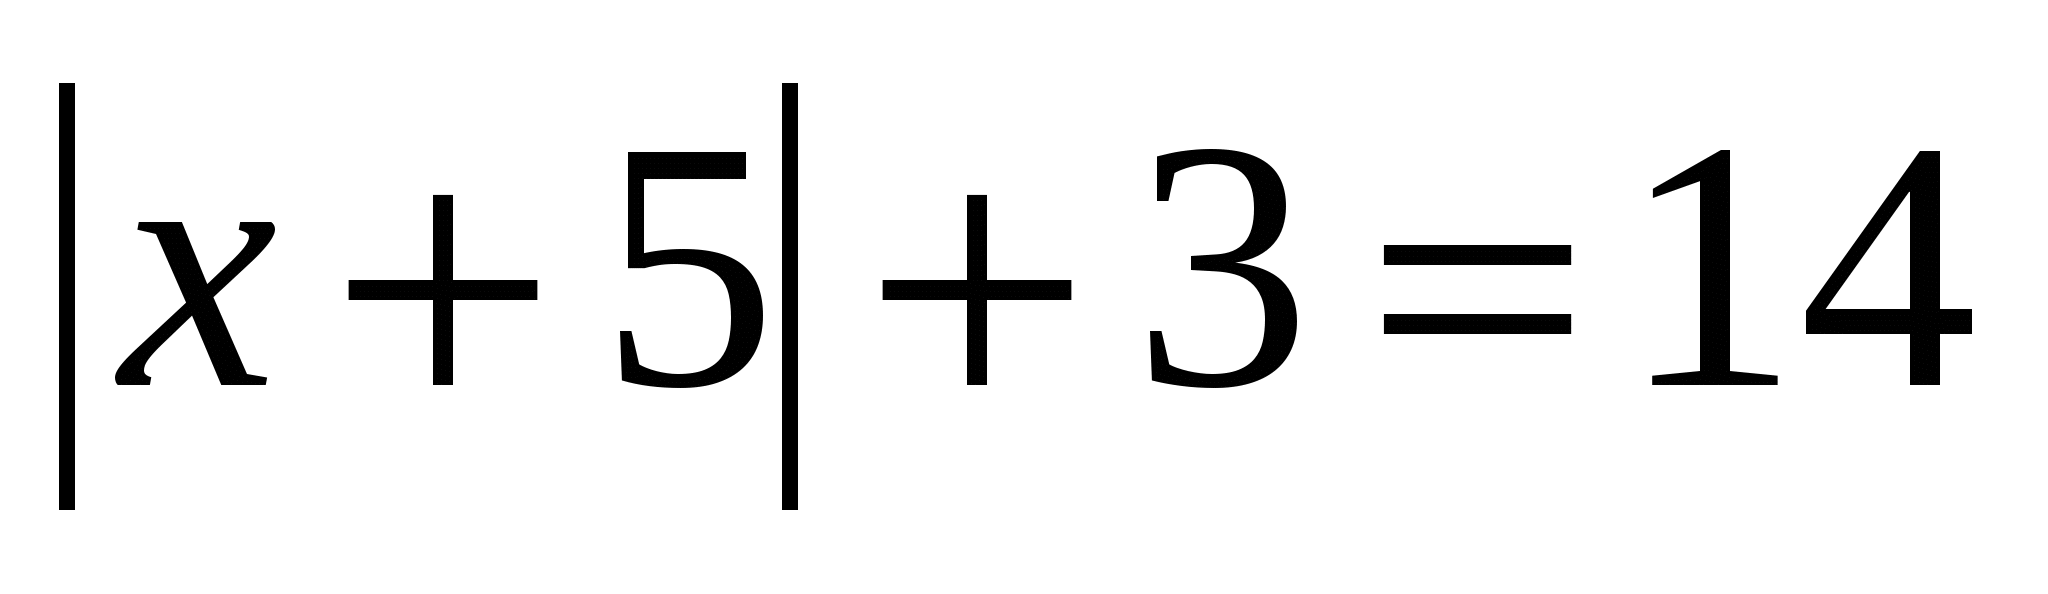 |x + 5| + 3 = 14